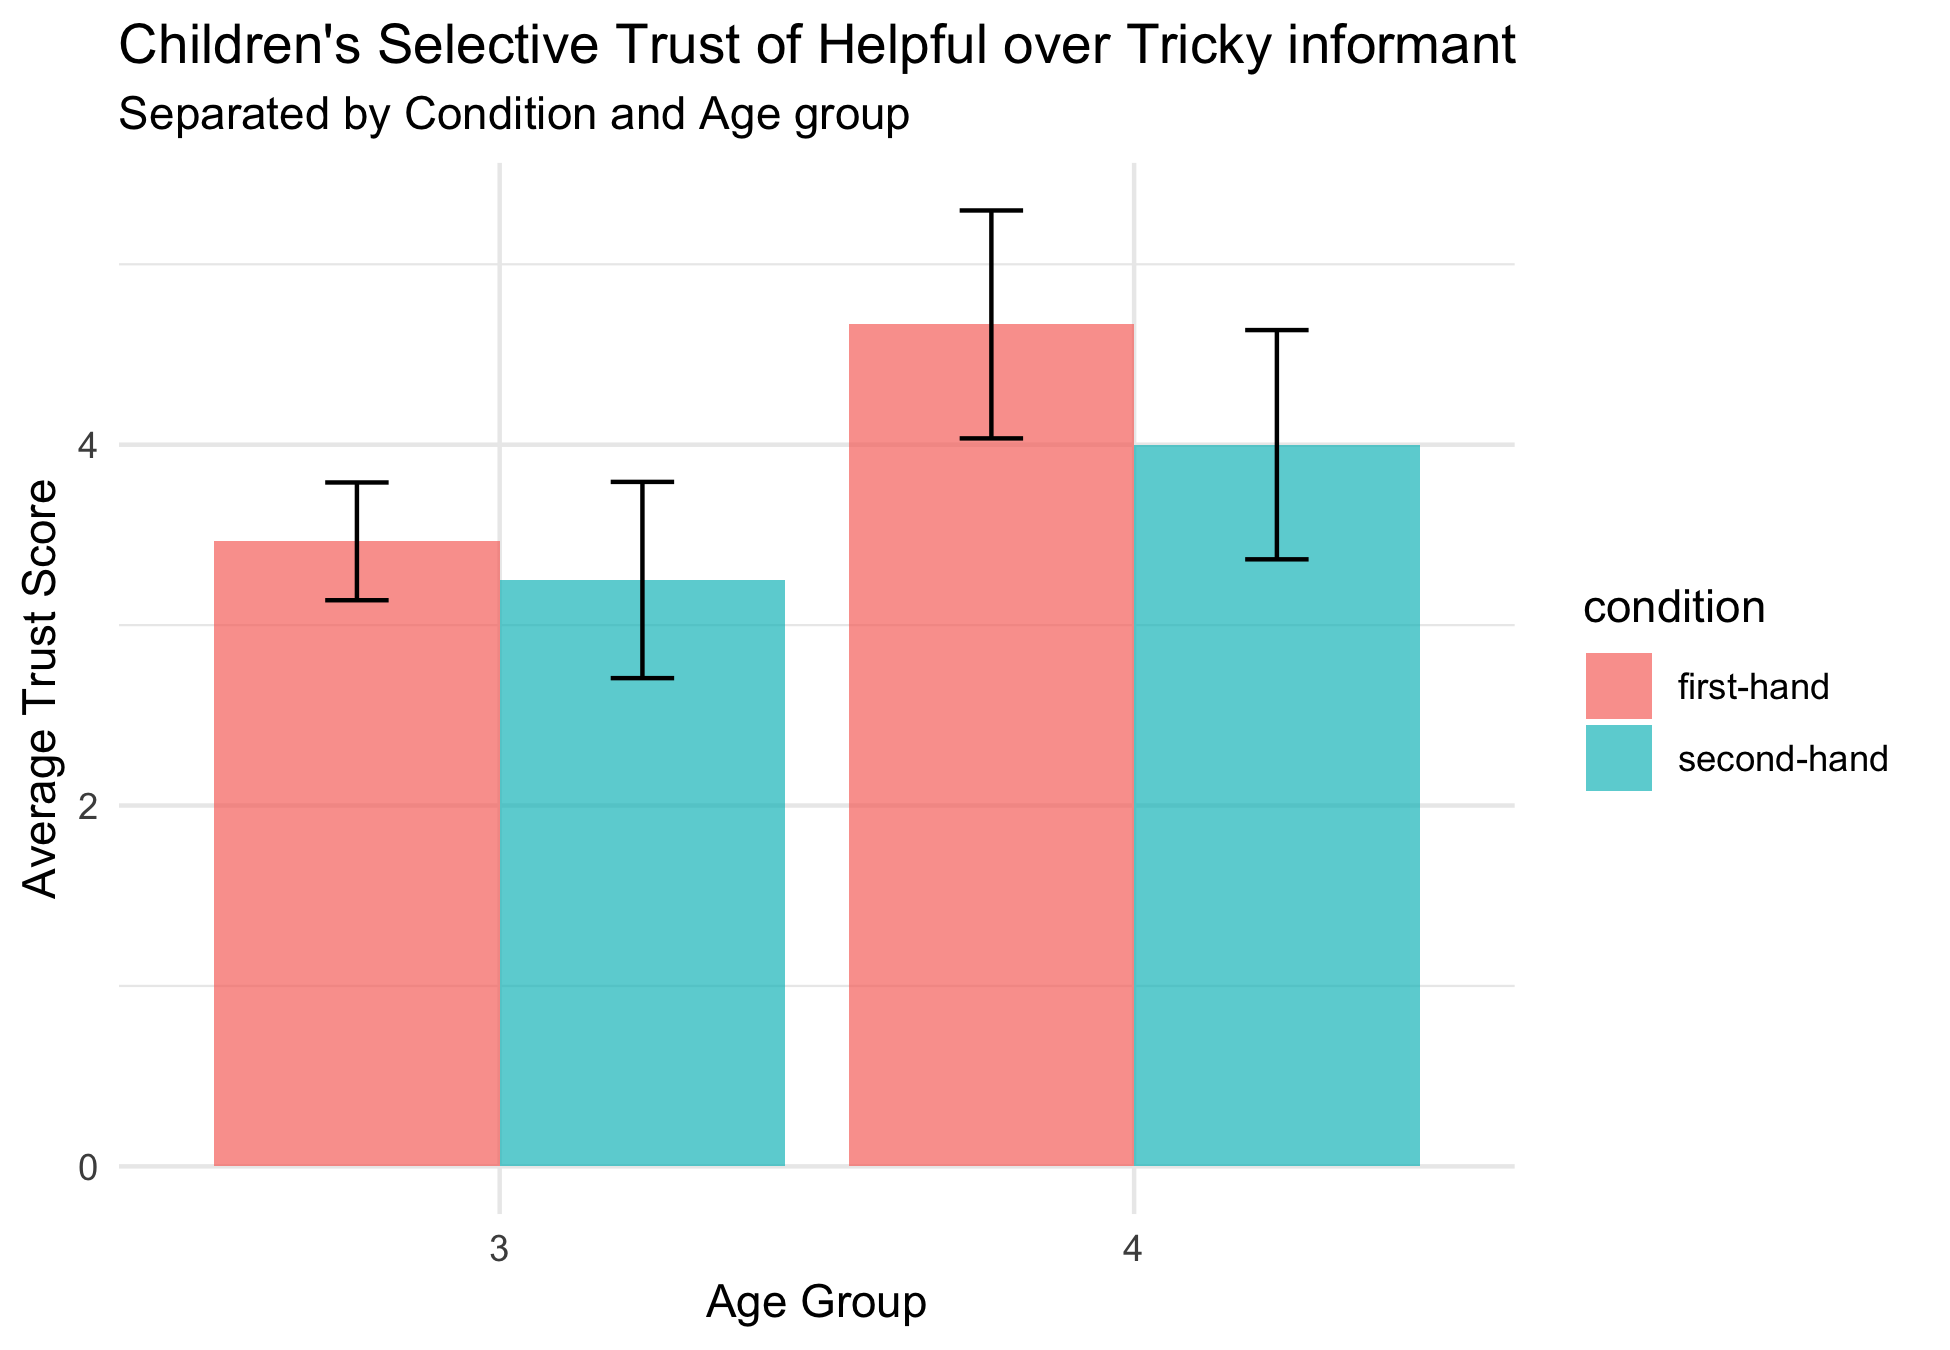 Children's Selective Trust of Helpful over Tricky informant
Separated by Condition and Age group
Average Trust Score
4
2
0
3
4
Age Group
condition
first-hand
second-hand